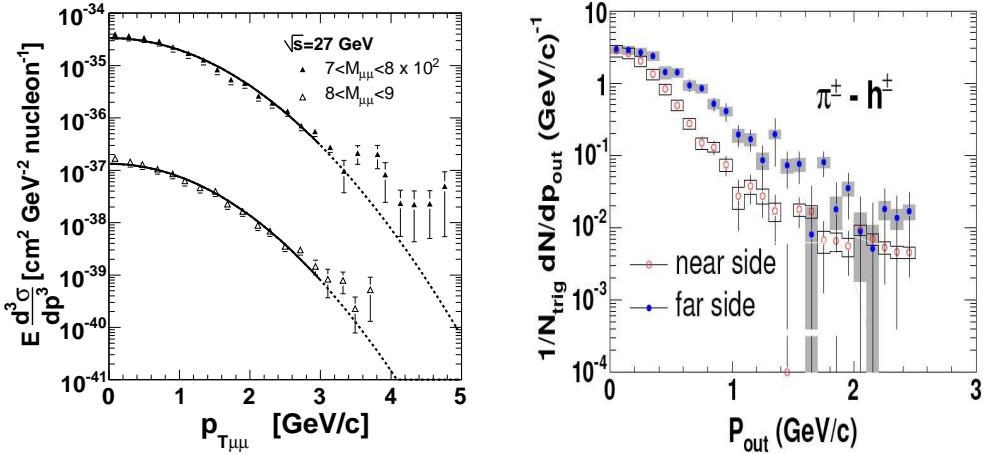 √s=27 GeV
7<Mμμ<8 x 10²
8<Mμμ<9
E d³σ/dp³ [cm² GeV⁻² nucleon⁻¹]
10⁻³⁴
10⁻³⁵
10⁻³⁶
10⁻³⁷
10⁻³⁸
10⁻³⁹
10⁻⁴⁰
10⁻⁴¹
0 1 2 3 4 5
pTμμ [GeV/c]
π± - h±
near side
far side
1/Ntrig dN/dpout (GeV/c)⁻¹
10
1
10⁻¹
10⁻²
10⁻³
10⁻⁴
0 1 2 3
Pout (GeV/c)